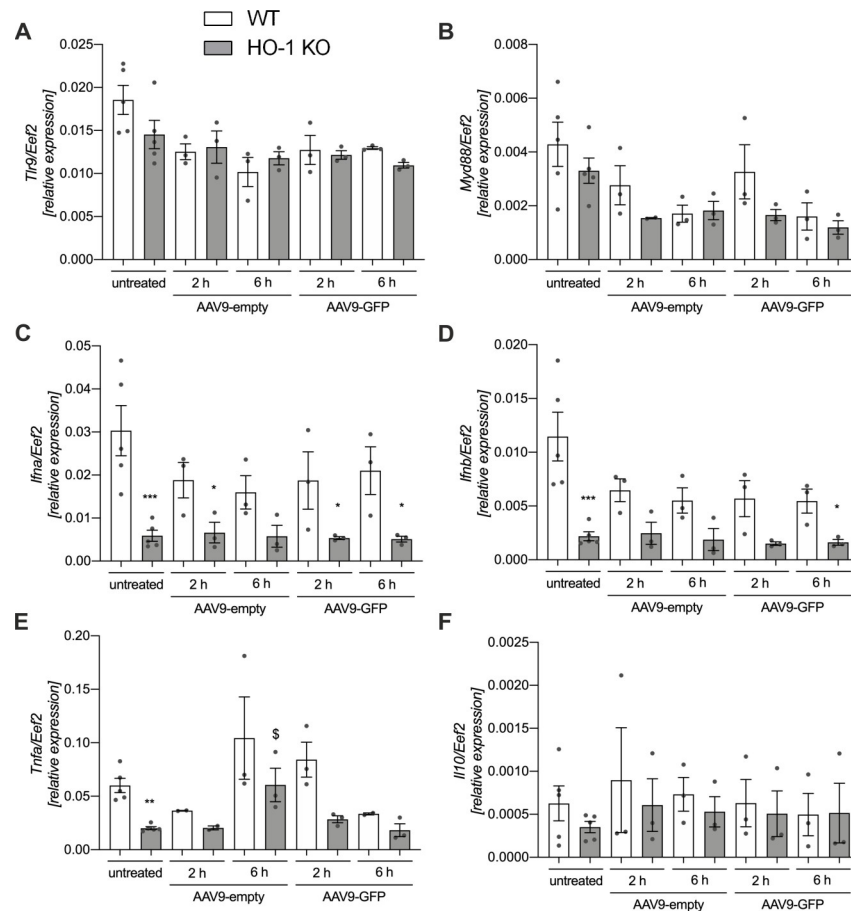 WT
HO-1 KO
A
Tlr9/Eef2
[relative expression]
0.025
0.020
0.015
0.010
0.005
0.000
untreated
2 h
6 h
2 h
6 h
AAV9-empty
AAV9-GFP
B
Myd88/Eef2
[relative expression]
0.008
0.006
0.004
0.002
0.000
untreated
2 h
6 h
2 h
6 h
AAV9-empty
AAV9-GFP
C
Ifna/Eef2
[relative expression]
0.05
0.04
0.03
0.02
0.01
0.00
***
*
*
*
untreated
2 h
6 h
2 h
6 h
AAV9-empty
AAV9-GFP
D
Ifnb/Eef2
[relative expression]
0.020
0.015
0.010
0.005
0.000
***
*
untreated
2 h
6 h
2 h
6 h
AAV9-empty
AAV9-GFP
E
Tnfa/Eef2
[relative expression]
0.20
0.15
0.10
0.05
0.00
**
$
untreated
2 h
6 h
2 h
6 h
AAV9-empty
AAV9-GFP
F
Il10/Eef2
[relative expression]
0.0025
0.0020
0.0015
0.0010
0.0005
0.0000
untreated
2 h
6 h
2 h
6 h
AAV9-empty
AAV9-GFP